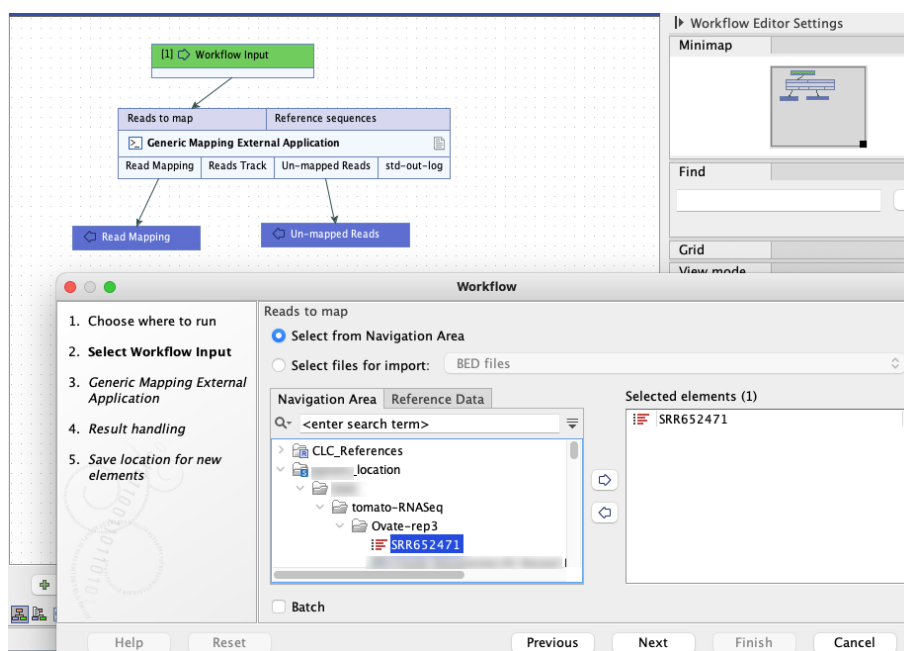 Workflow Editor Settings
Minimap
[1] Workflow Input
Reads to map Reference sequences
Generic Mapping External Application
Read Mapping Reads Track Un-mapped Reads std-out-log
Find
Read Mapping
Un-mapped Reads
Grid
View mode
Workflow
1. Choose where to run
2. Select Workflow Input
3. Generic Mapping External
Application
4. Result handling
5. Save location for new
elements
Reads to map
Select from Navigation Area
Select files for import: BED files
Navigation Area Reference Data
<enter search term>
CLC_References
_location
tomato-RNASeq
Ovate-rep3
SRR652471
Selected elements (1)
SRR652471
Batch
Help Reset Previous Next Finish Cancel